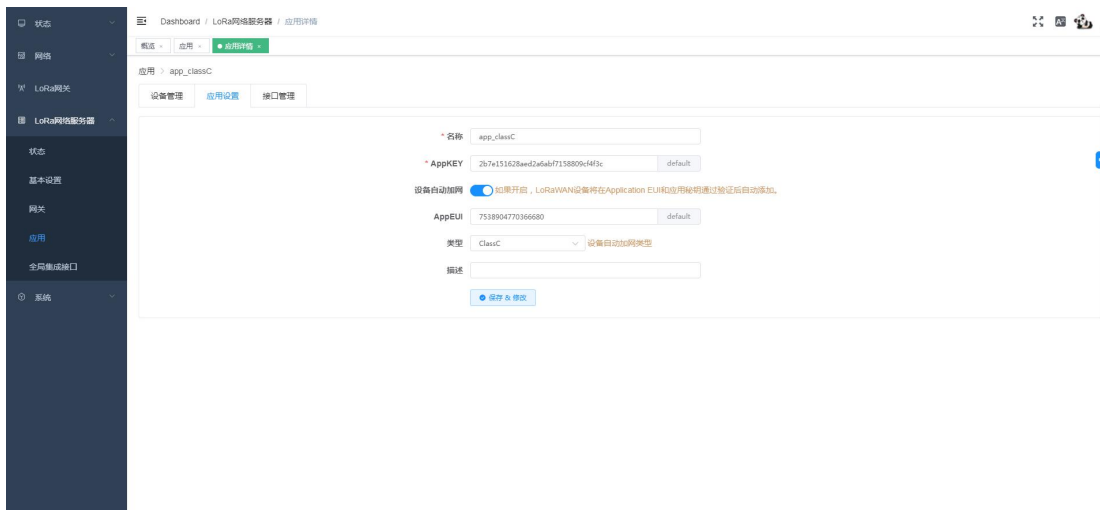 状态
网络
LoRa网关
LoRa网络服务器
状态
基本设置
网关
应用
全局集成接口
系统
Dashboard / LoRa网络服务器 / 应用详情
概览 × 应用 × 应用详情 ×
应用 > app_classC
设备管理 应用设置 接口管理
* 名称 app_classC
* AppKEY 2b7e151628aed2a6abf7158809cf4f3c default
设备自动加网 如果开启，LoRaWAN设备将在Application EUI和应用秘钥通过验证后自动添加。
AppEUI 7538904770366680 default
类型 ClassC 设备自动加网类型
描述
保存 & 修改